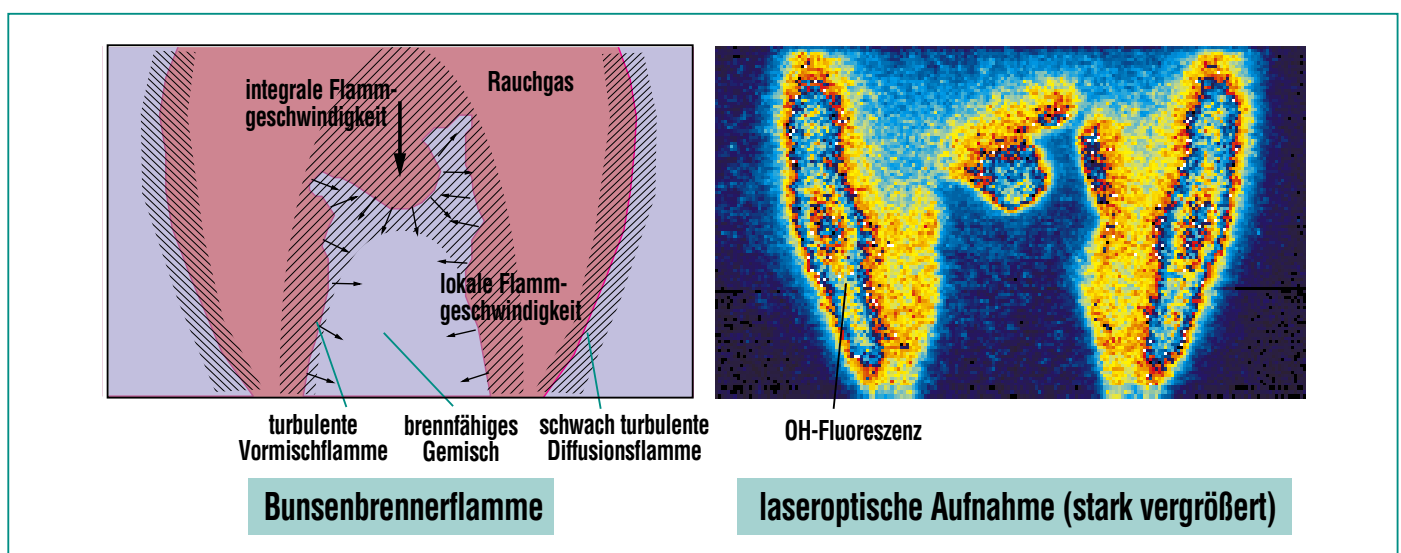 integrale Flamm-
geschwindigkeit
Rauchgas
lokale Flamm-
geschwindigkeit
turbulente
Vormischflamme
brennfähiges
Gemisch
schwach turbulente
Diffusionsflamme
OH-Fluoreszenz
Bunsenbrennerflamme
laseroptische Aufnahme (stark vergrößert)